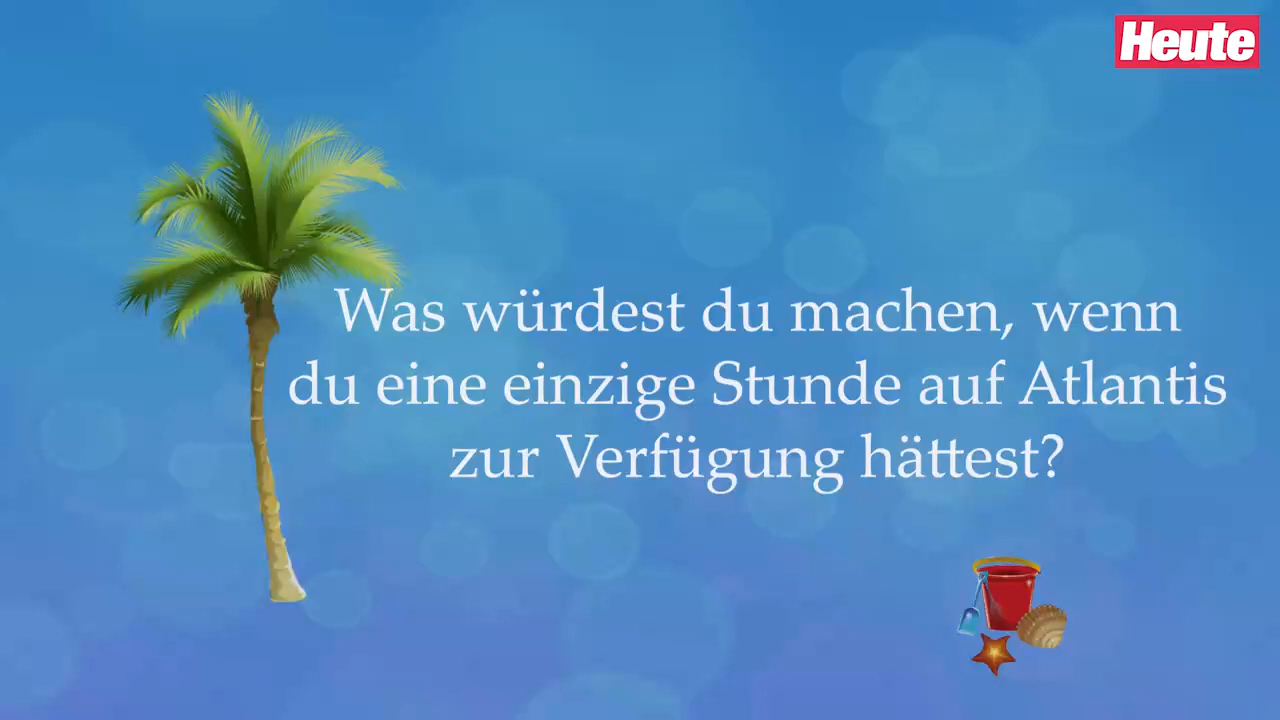 Heute
Was würdest du machen, wenn
du eine einzige Stunde auf Atlantis
zur Verfügung hättest?